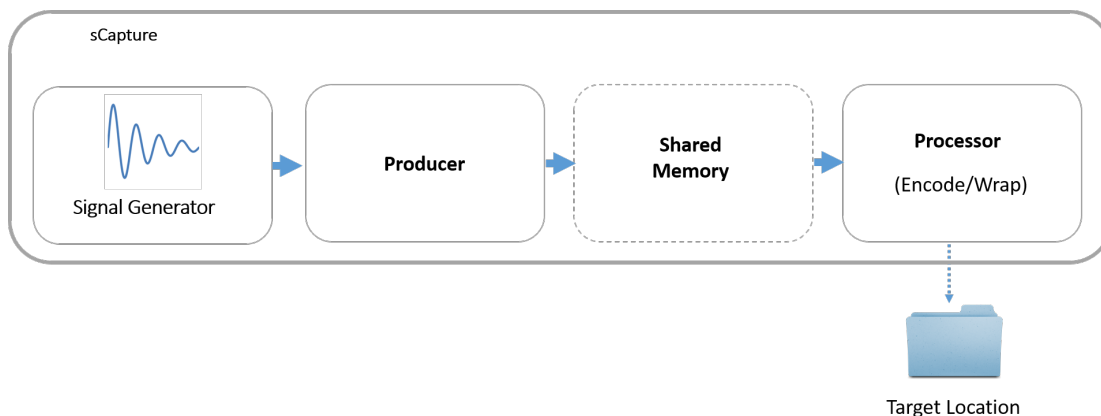 sCapture
Signal Generator
Producer
Shared
Memory
Processor
(Encode/Wrap)
Target Location